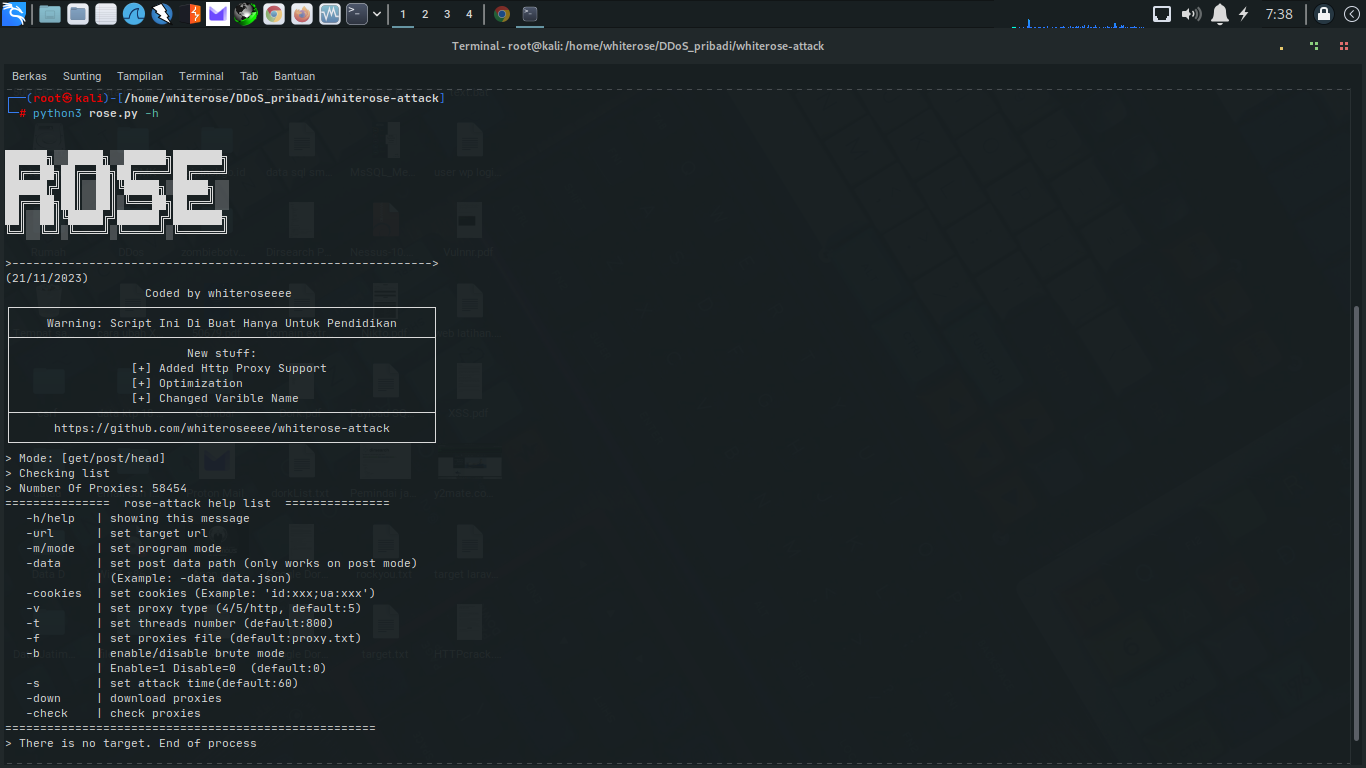 1 2 3 4 7:38
Terminal - root@kali: /home/whiterose/DDoS_pribadi/whiterose-attack
Berkas Sunting Tampilan Terminal Tab Bantuan
┌──(root㉿kali)-[/home/whiterose/DDoS_pribadi/whiterose-attack]
└─# python3 rose.py -h
ROSE
>------------------------------------------------------------>
(21/11/2023)
Coded by whiteroseeee
Warning: Script Ini Di Buat Hanya Untuk Pendidikan
New stuff:
[+] Added Http Proxy Support
[+] Optimization
[+] Changed Varible Name
https://github.com/whiteroseeee/whiterose-attack
> Mode: [get/post/head]
> Checking list
> Number Of Proxies: 58454
=============== rose-attack help list ===============
-h/help | showing this message
-url | set target url
-m/mode | set program mode
-data | set post data path (only works on post mode)
| (Example: -data data.json)
-cookies | set cookies (Example: 'id:xxx;ua:xxx')
-v | set proxy type (4/5/http, default:5)
-t | set threads number (default:800)
-f | set proxies file (default:proxy.txt)
-b | enable/disable brute mode
| Enable=1 Disable=0 (default:0)
-s | set attack time(default:60)
-down | download proxies
-check | check proxies
=====================================================
> There is no target. End of process